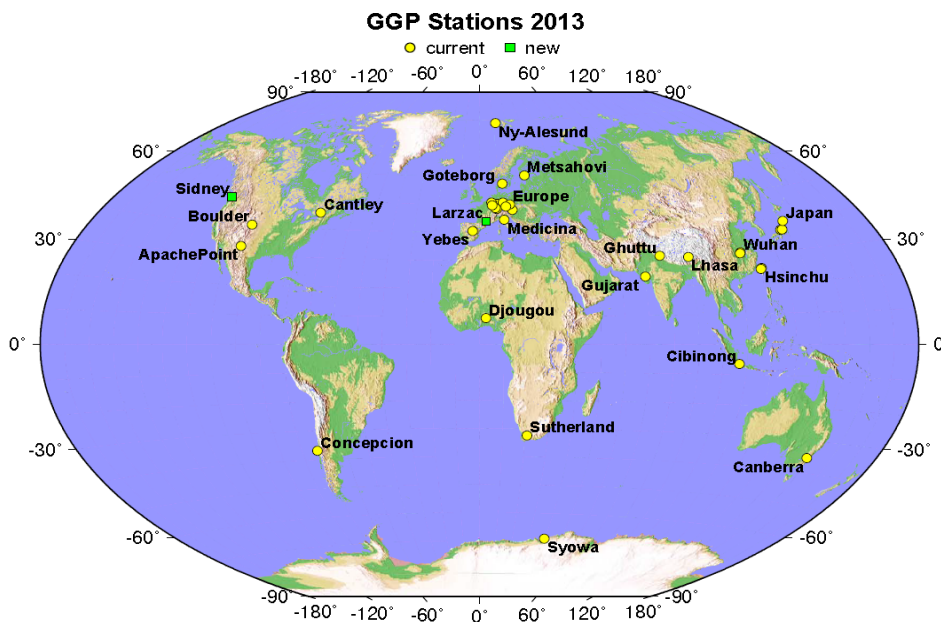 GGP Stations 2013
current new
-180˚ -120˚ -60˚ 0˚ 60˚ 120˚ 180˚
90˚ 90˚
60˚ 60˚
Ny-Alesund
Goteborg Metsahovi
Sidney Europe
Boulder Cantley Larzac Japan
Yebes Medicina
30˚ ApachePoint Ghuttu Lhasa Wuhan 30˚
Gujarat Hsinchu
Djougou
0˚ Cibinong 0
Sutherland
-30˚ Concepcion Canberra -30˚
-60˚ Syowa -60˚
-90˚ -90˚
-180˚ -120˚ -60˚ 0˚ 60˚ 120˚ 180˚